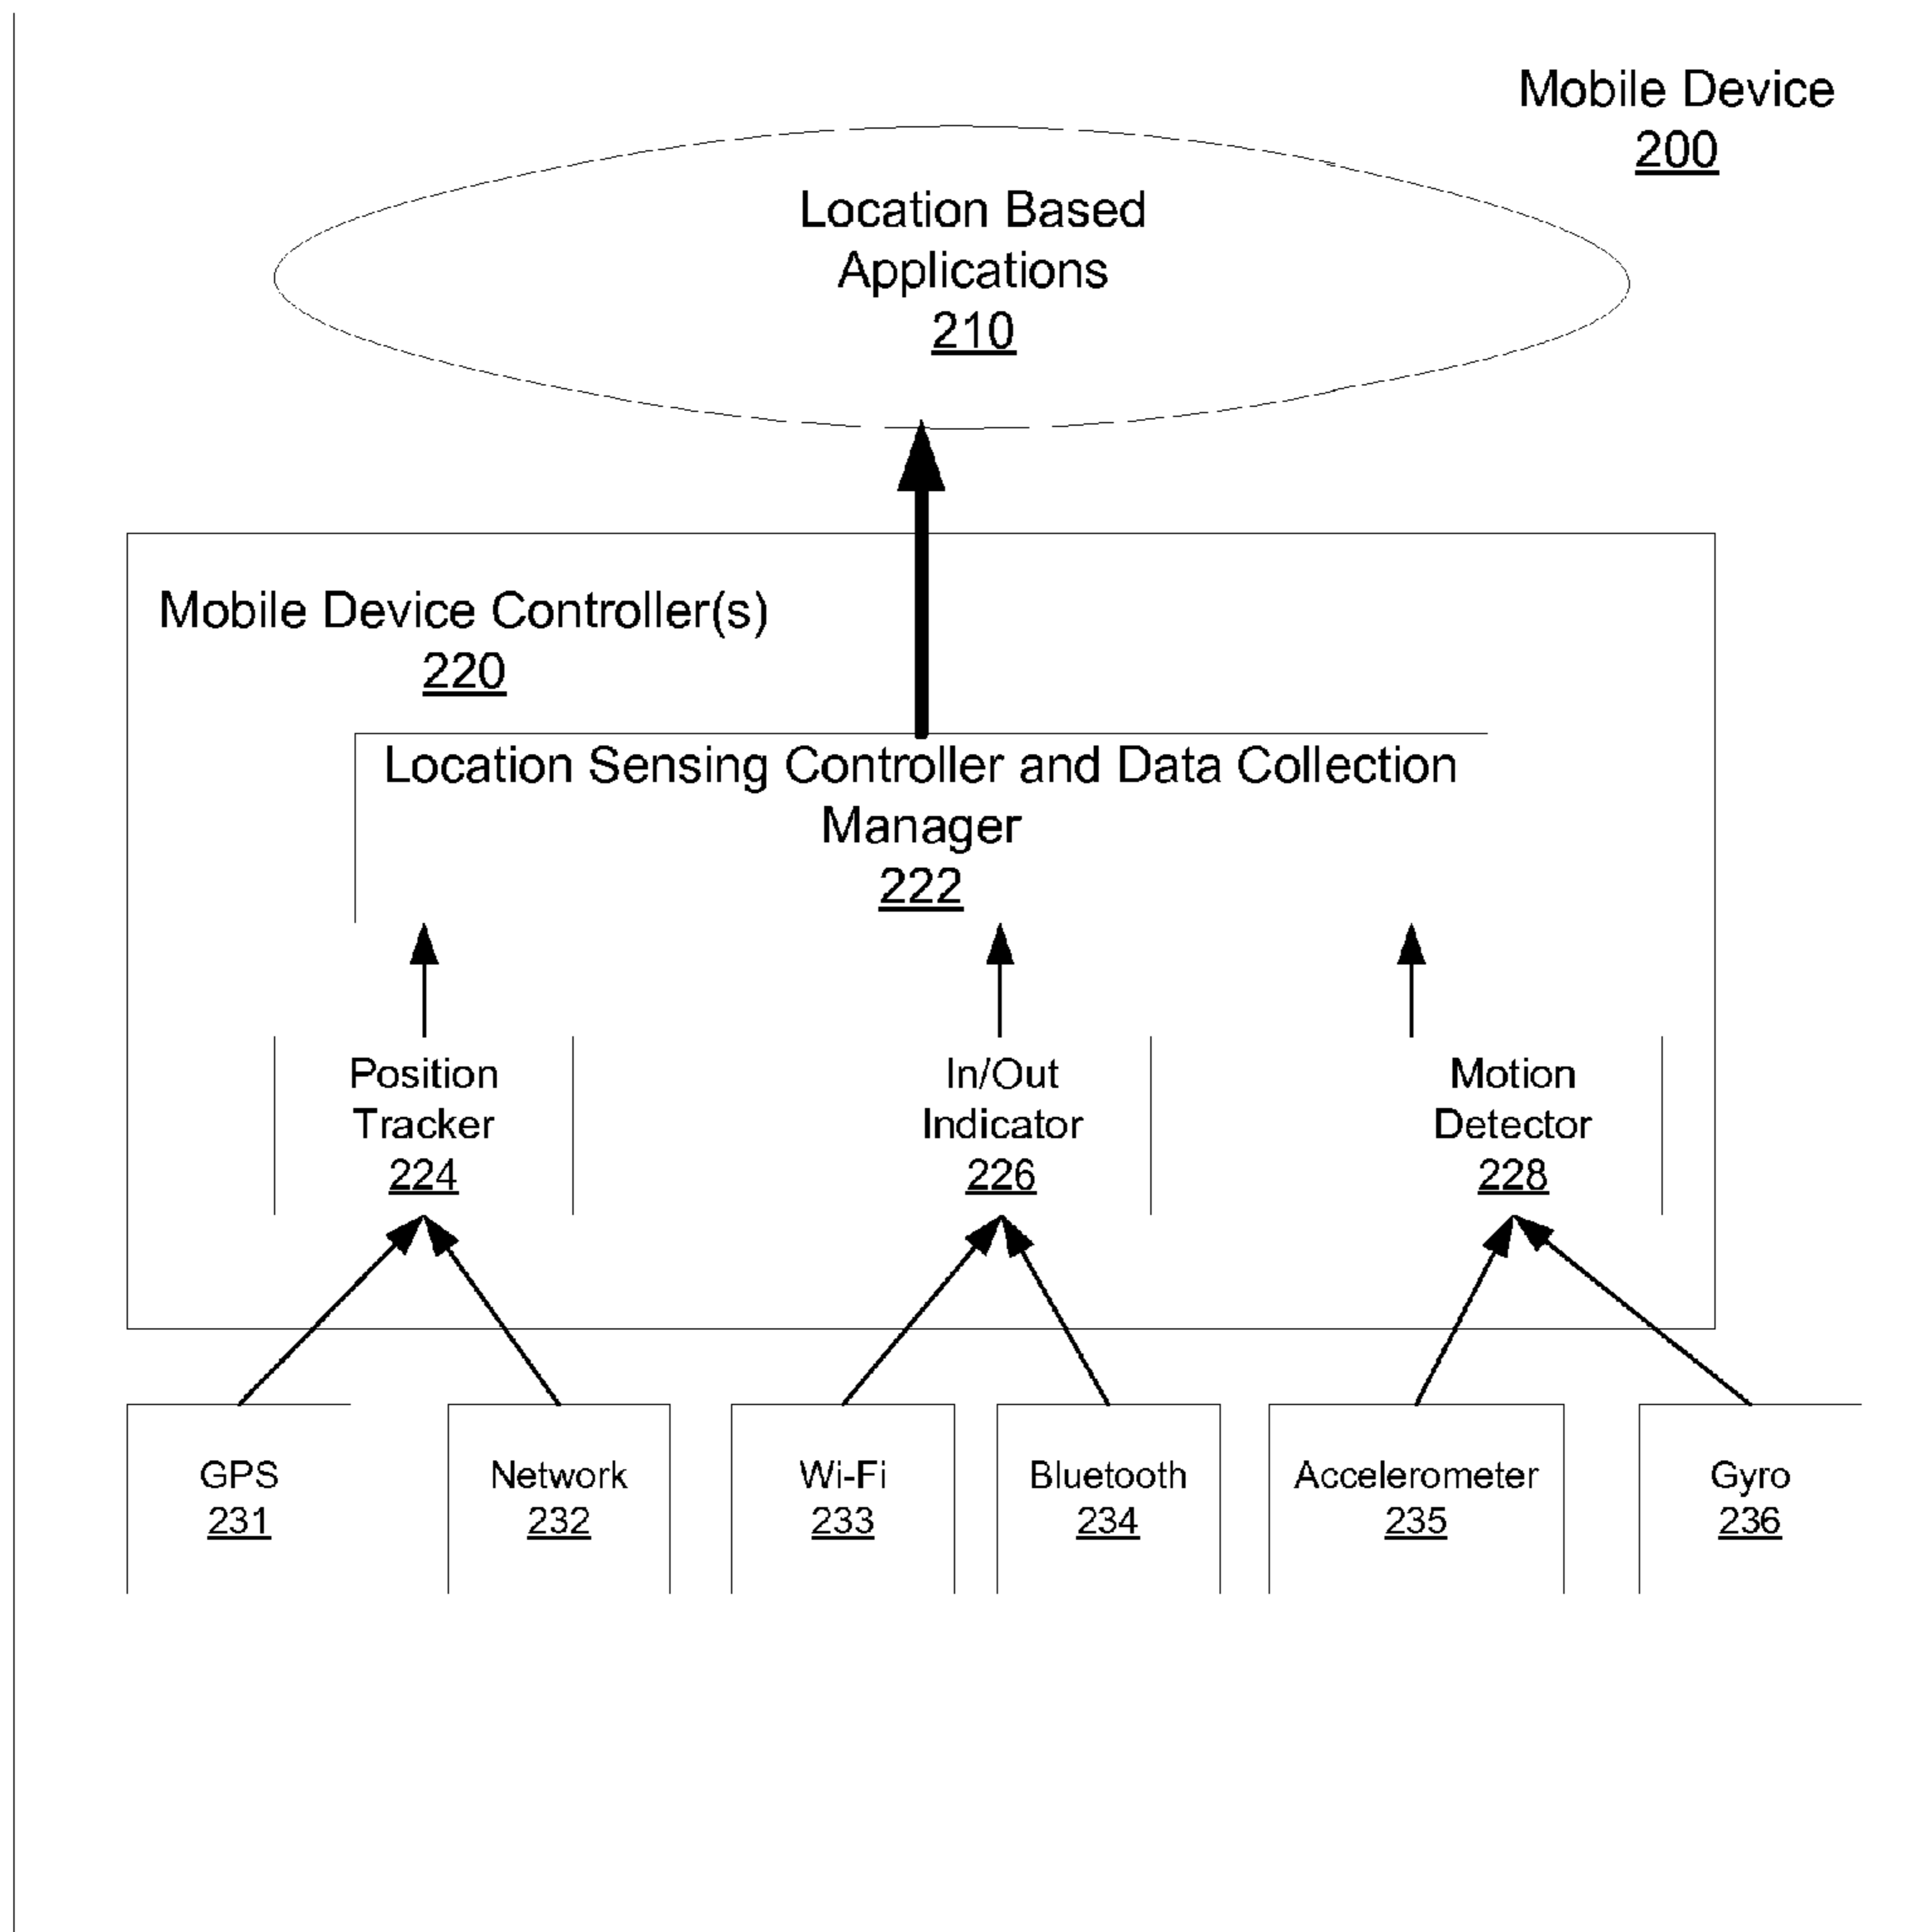 Mobile Device
200
Location Based
Applications
210
Mobile Device Controller(s)
220
Location Sensing Controller and Data Collection
Manager
222
Position
Tracker
224
In/Out
Indicator
226
Motion
Detector
228
GPS
231
Network
232
Wi-Fi
233
Bluetooth
234
Accelerometer
235
Gyro
236